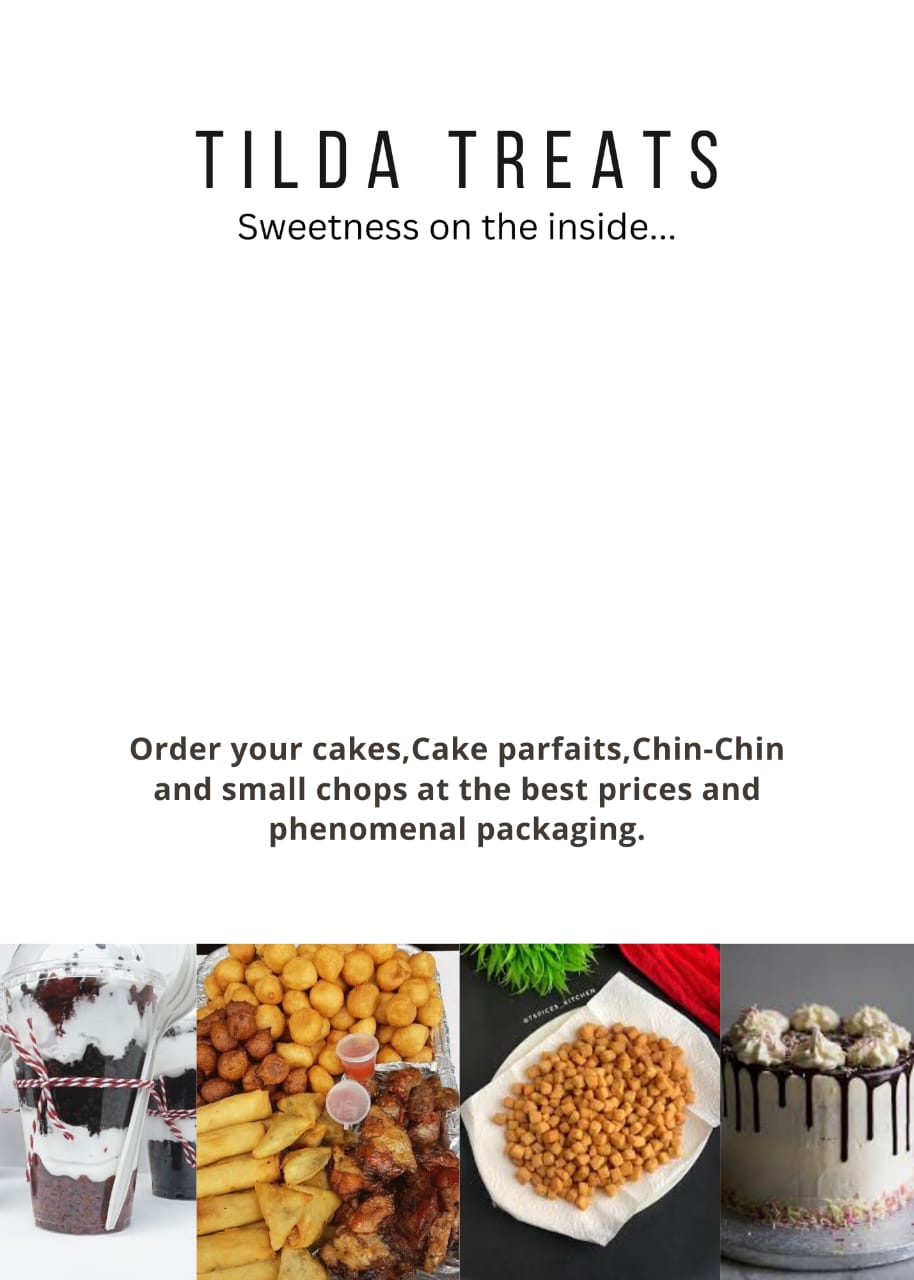 TILDA TREATS
Sweetness on the inside...
Order your cakes,Cake parfaits,Chin-Chin
and small chops at the best prices and
phenomenal packaging.
@TSPICES_KITCHEN